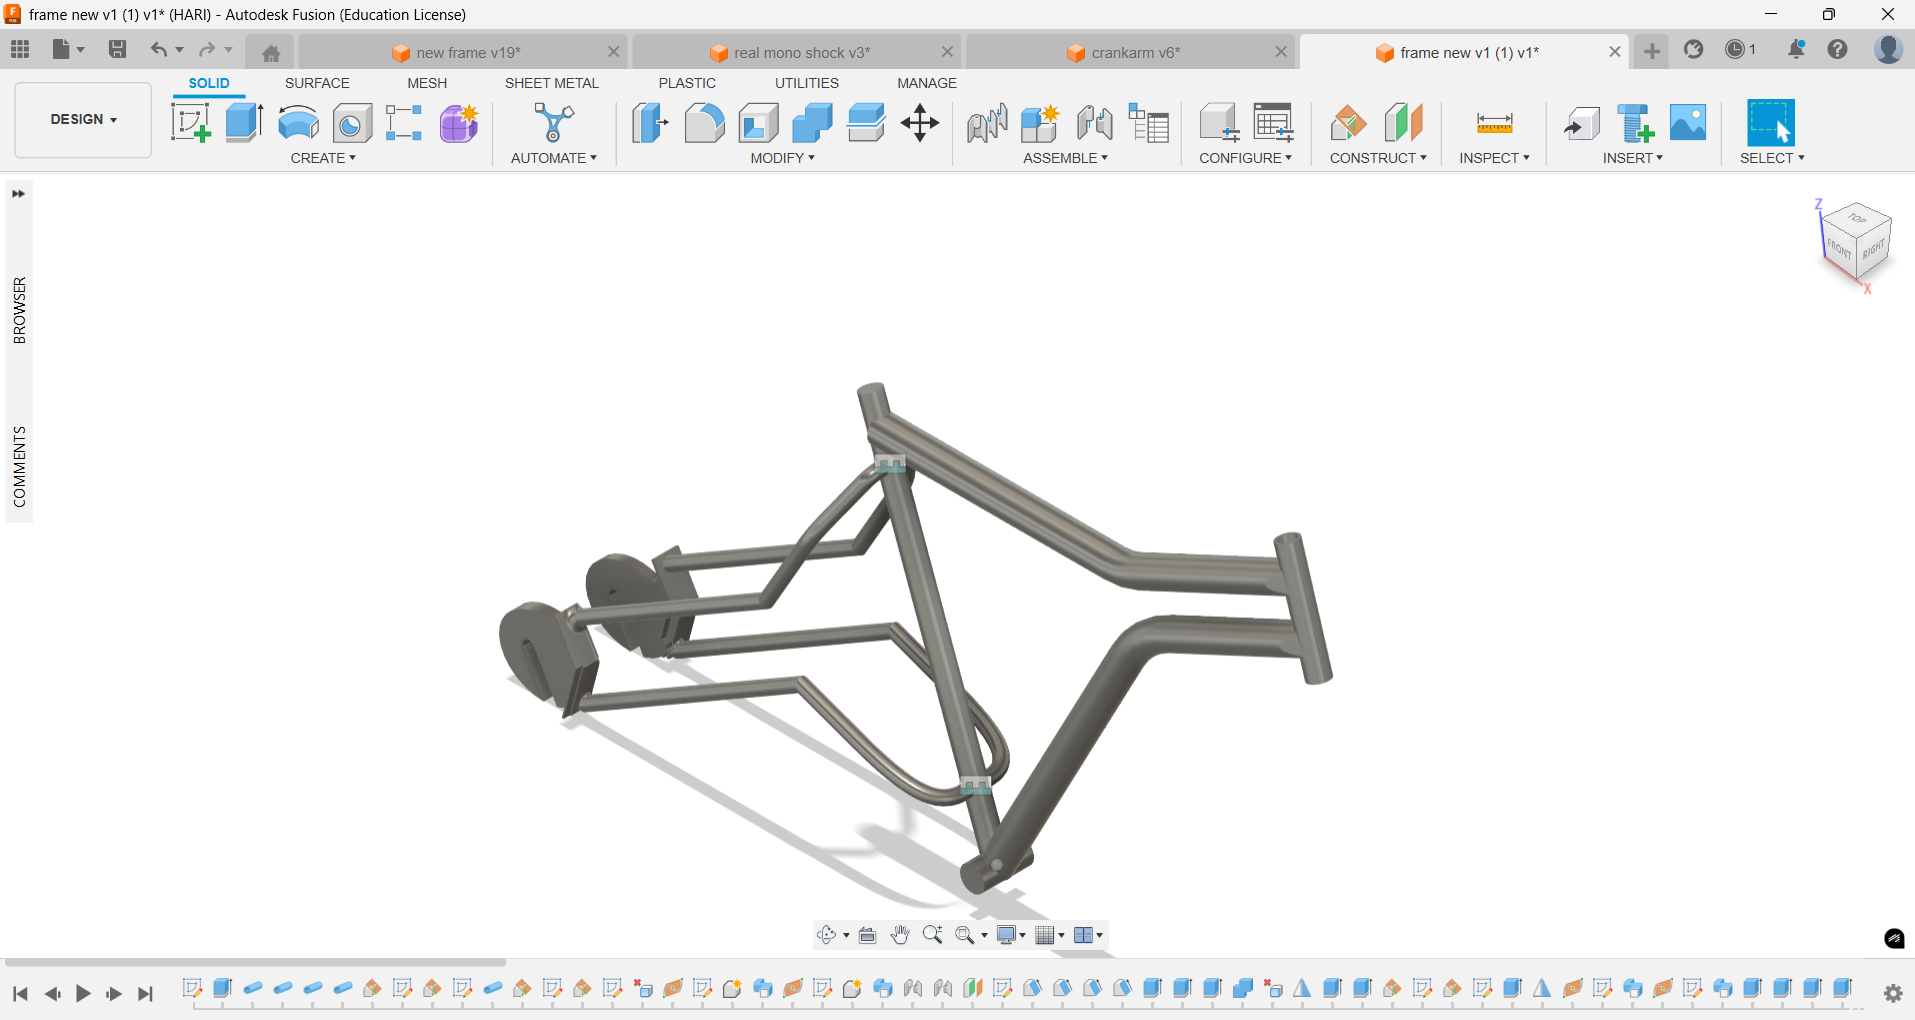 frame new v1 (1) v1* (HARI) - Autodesk Fusion (Education License)
new frame v19*
real mono shock v3*
crankarm v6*
frame new v1 (1) v1*
1
SOLID
SURFACE
MESH
SHEET METAL
PLASTIC
UTILITIES
MANAGE
DESIGN
CREATE
AUTOMATE
MODIFY
ASSEMBLE
CONFIGURE
CONSTRUCT
INSPECT
INSERT
SELECT
BROWSER
COMMENTS
Z
TOP
FRONT
RIGHT
X